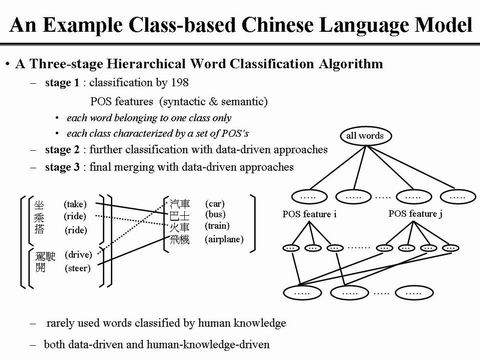 An Example Class-based Chinese Language Model
• A Three-stage Hierarchical Word Classification Algorithm
– stage 1 : classification by 198
POS features (syntactic & semantic)
• each word belonging to one class only
• each class characterized by a set of POS's
– stage 2 : further classification with data-driven approaches
– stage 3 : final merging with data-driven approaches
坐 (take)
乘 (ride)
搭 (ride)
駕駛 (drive)
開 (steer)
汽車 (car)
巴士 (bus)
火車 (train)
飛機 (airplane)
all words
..... ..... ..... .....
POS feature i POS feature j
... ... ... ...... ... ... ...
..... ..... ..... .....
– rarely used words classified by human knowledge
– both data-driven and human-knowledge-driven